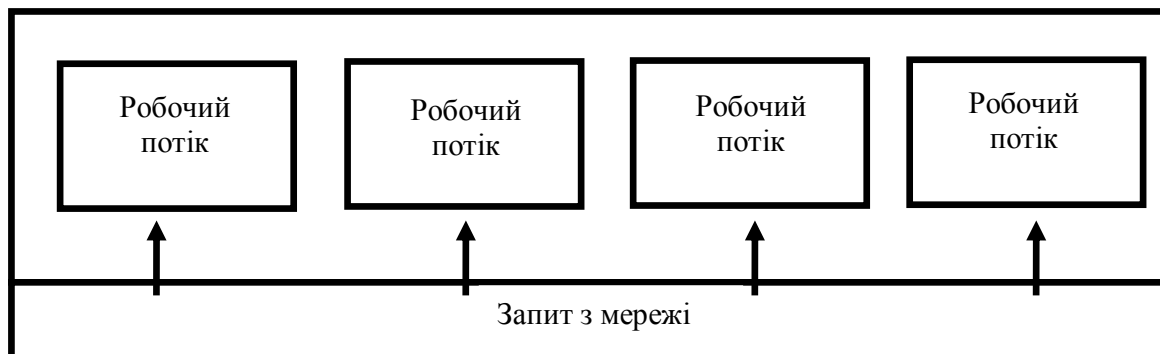 Робочий
потік
Робочий
потік
Робочий
потік
Робочий
потік
Запит з мережі